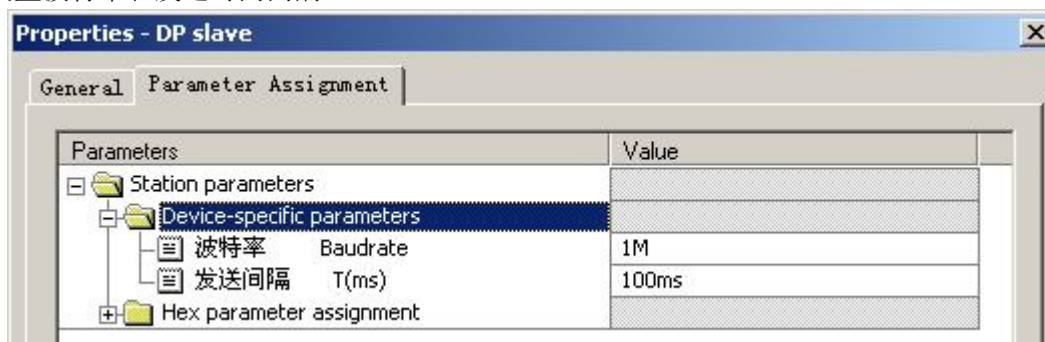 Properties - DP slave
General Parameter Assignment
Parameters Value
Station parameters
Device-specific parameters
波特率 Baudrate 1M
发送间隔 T(ms) 100ms
Hex parameter assignment